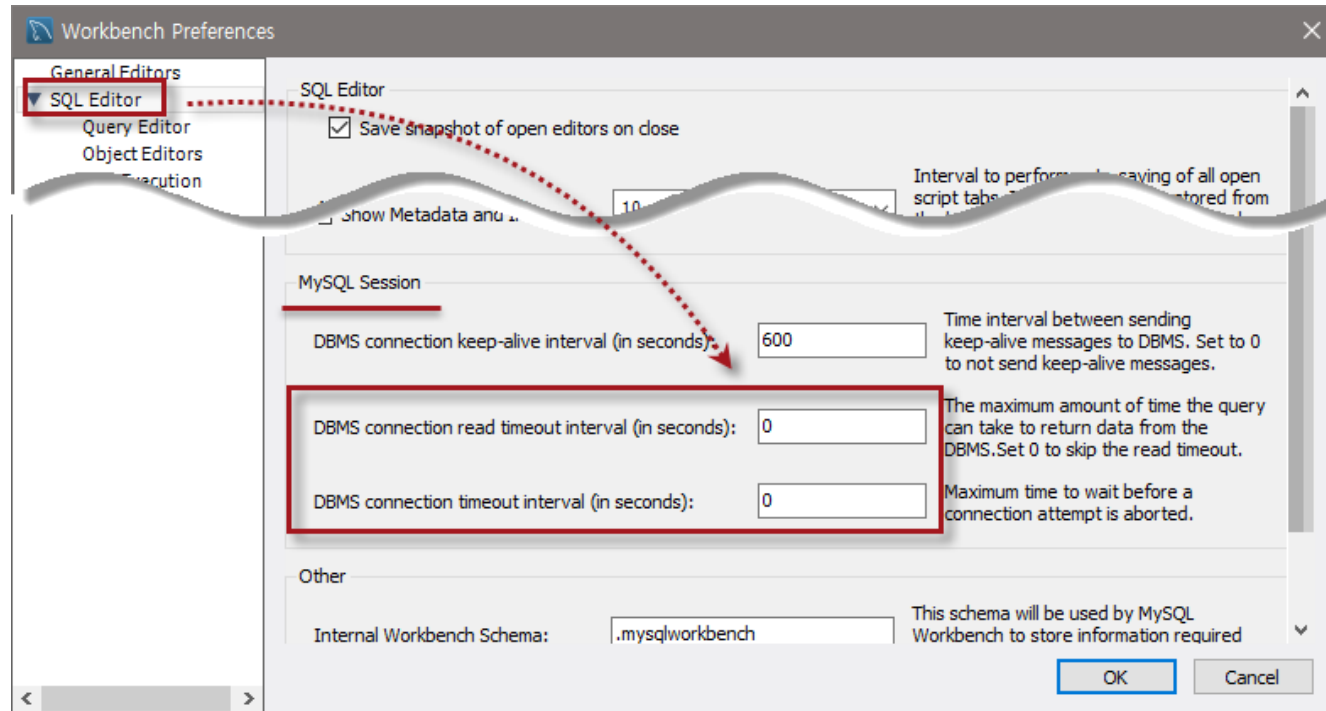 Workbench Preferences
General Editors
SQL Editor
Query Editor
Object Editors
Execution
SQL Editor
Save snapshot of open editors on close
Interval to perform saving of all open
script tabs
stored from
Show Metadata and
10
MySQL Session
DBMS connection keep-alive interval (in seconds):
600
Time interval between sending
keep-alive messages to DBMS. Set to 0
to not send keep-alive messages.
DBMS connection read timeout interval (in seconds):
0
The maximum amount of time the query
can take to return data from the
DBMS.Set 0 to skip the read timeout.
DBMS connection timeout interval (in seconds):
0
Maximum time to wait before a
connection attempt is aborted.
Other
Internal Workbench Schema:
.mysqlworkbench
This schema will be used by MySQL
Workbench to store information required
OK
Cancel